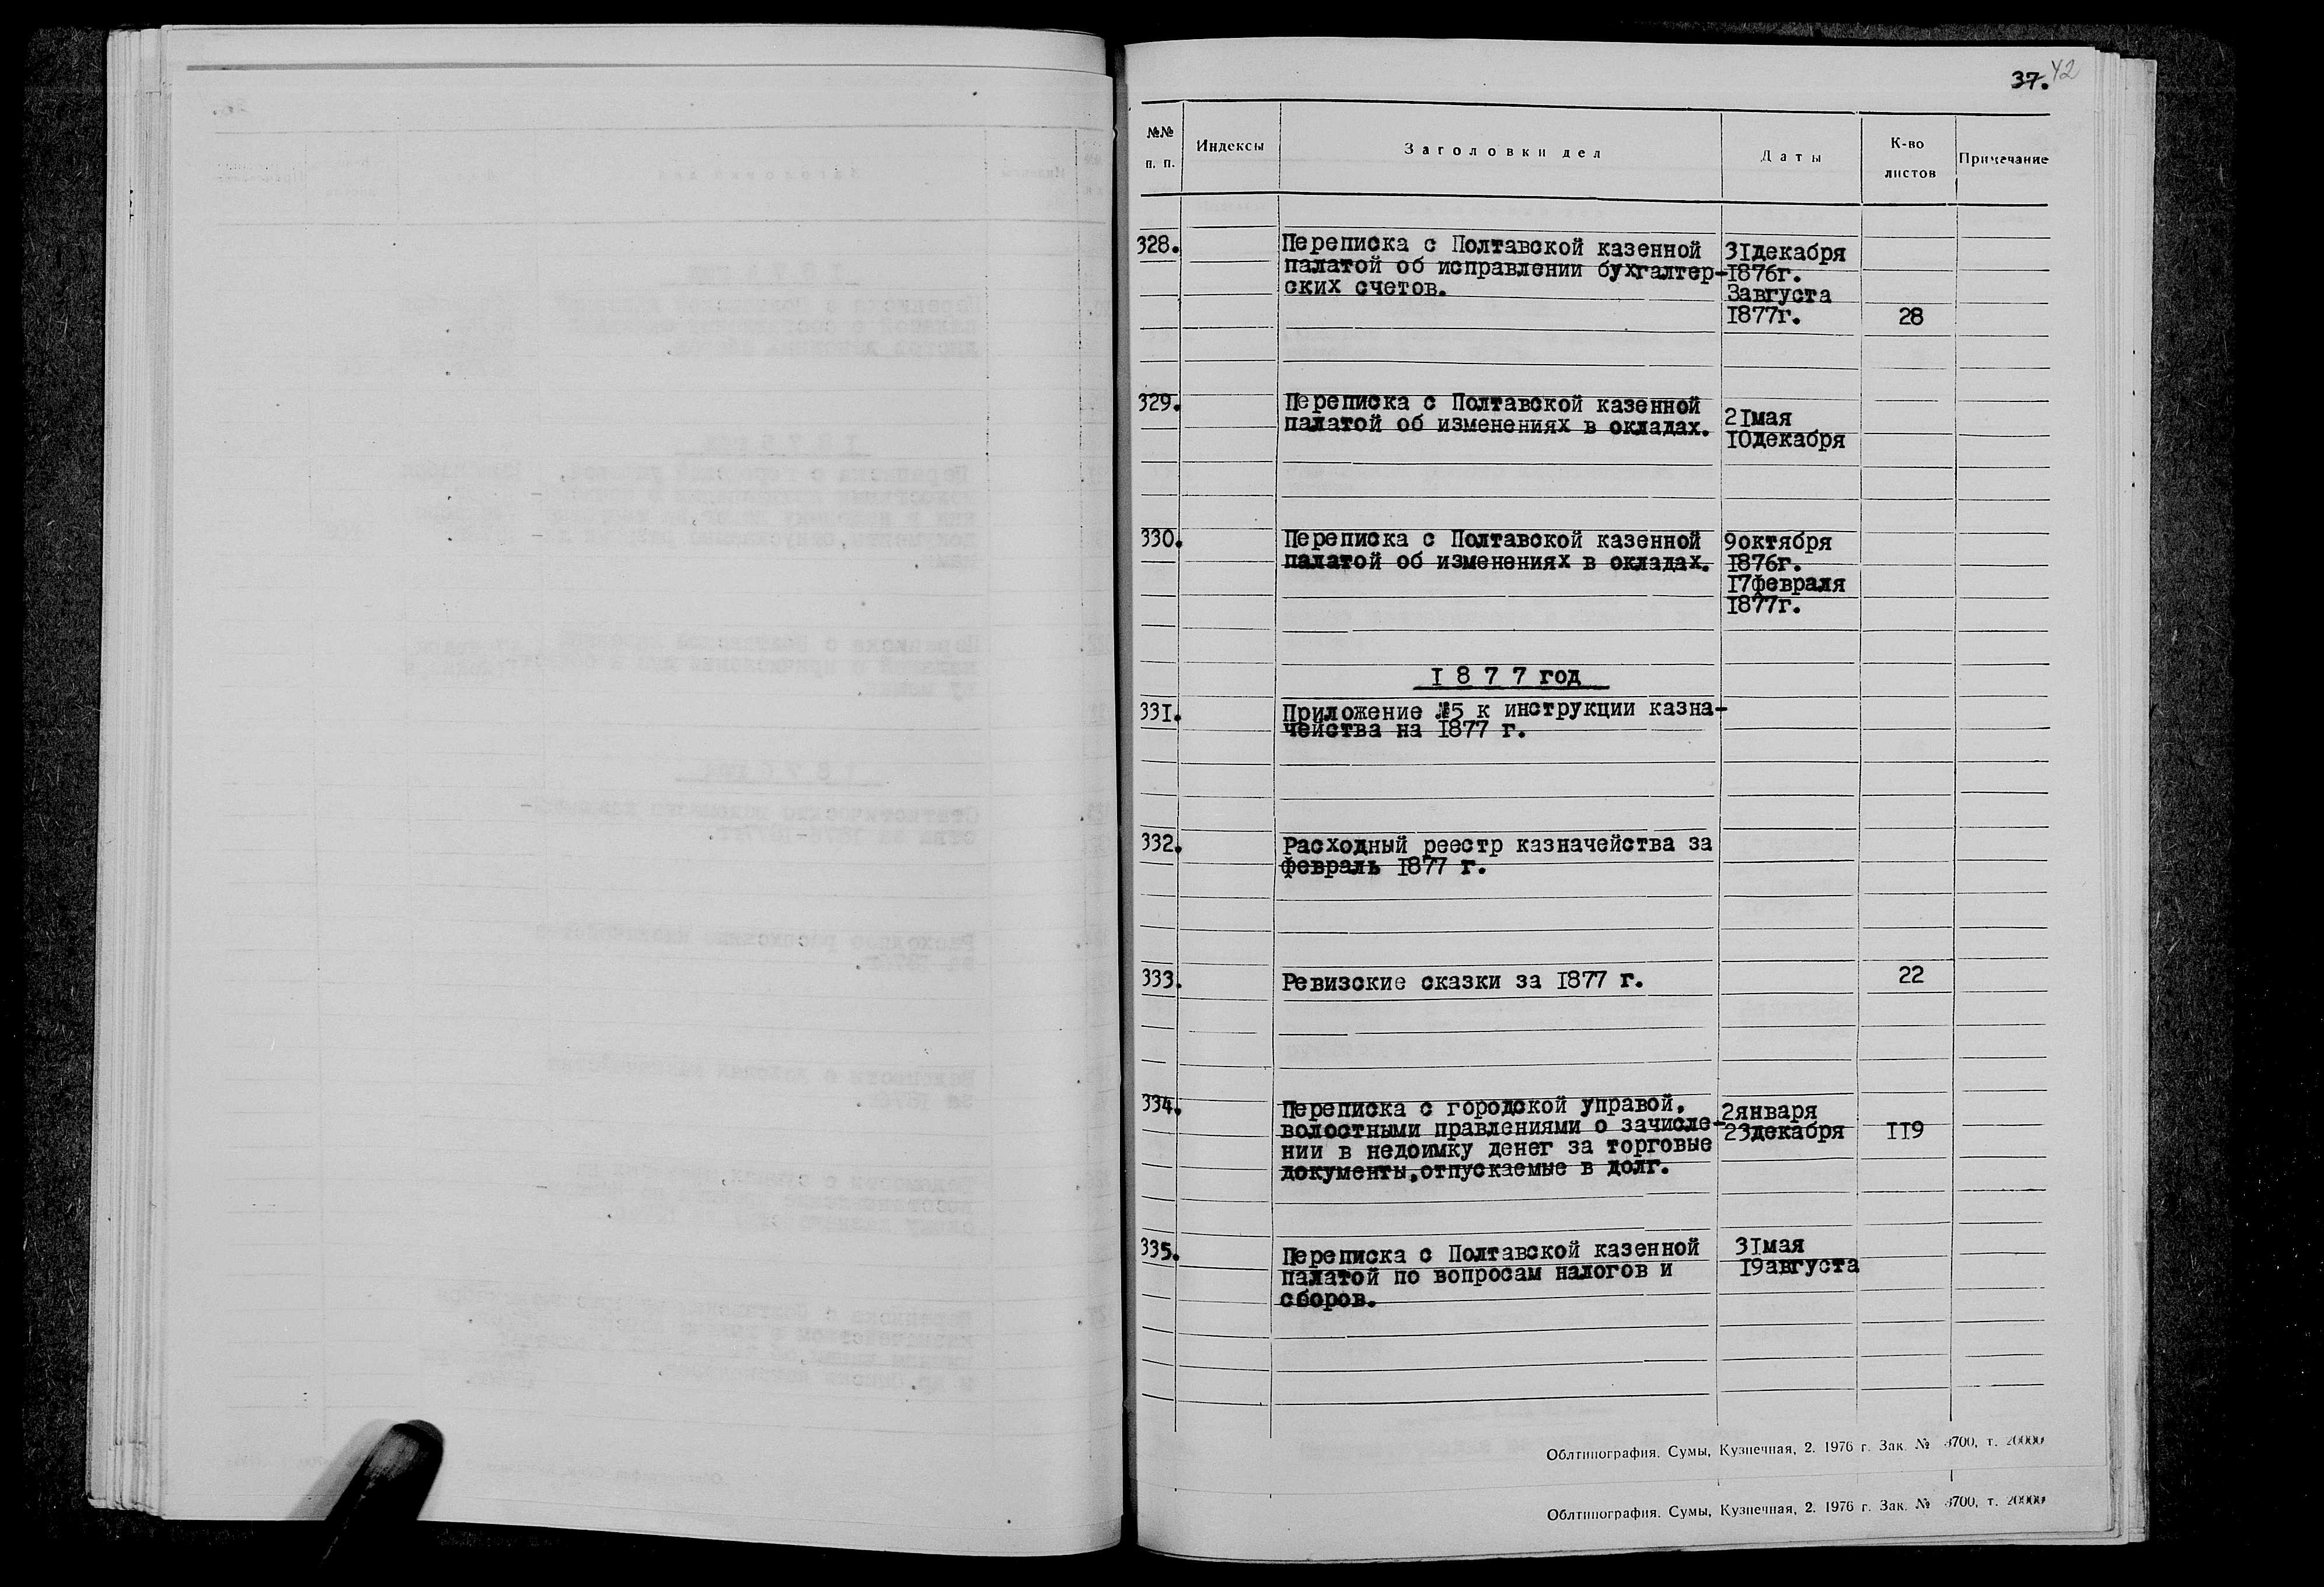 37. 42
№№ п. п.
Индексы
Заголовки дел
Даты
К-во листов
Примечание
328. Переписка с Полтавской казенной 31декабря
палатой об исправлении бухгалтер- 1876г.
ских счетов. 3августа
1877г. 28
329. Переписка с Полтавской казенной 21мая
палатой об изменениях в окладах. 10декабря
330. Переписка с Полтавской казенной 9октября
палатой об изменениях в окладах. 1876г.
17февраля
1877г.
1 8 7 7 год
331. Приложение №5 к инструкции казна-
чейства на 1877 г.
332. Расходный реестр казначейства за
февраль 1877 г.
333. Ревизские сказки за 1877 г. 22
334. Переписка с городской управой, 2января
волостными правлениями о зачисле- 23декабря 119
нии в недоимку денег за торговые
документы,отпускаемые в долг.
335. Переписка с Полтавской казенной 31мая
палатой по вопросам налогов и 19августа
сборов.
Облтипография. Сумы, Кузнечная, 2. 1976 г. Зак. № 3700, т. 20000
Облтипография. Сумы, Кузнечная, 2. 1976 г. Зак. № 3700, т. 20000